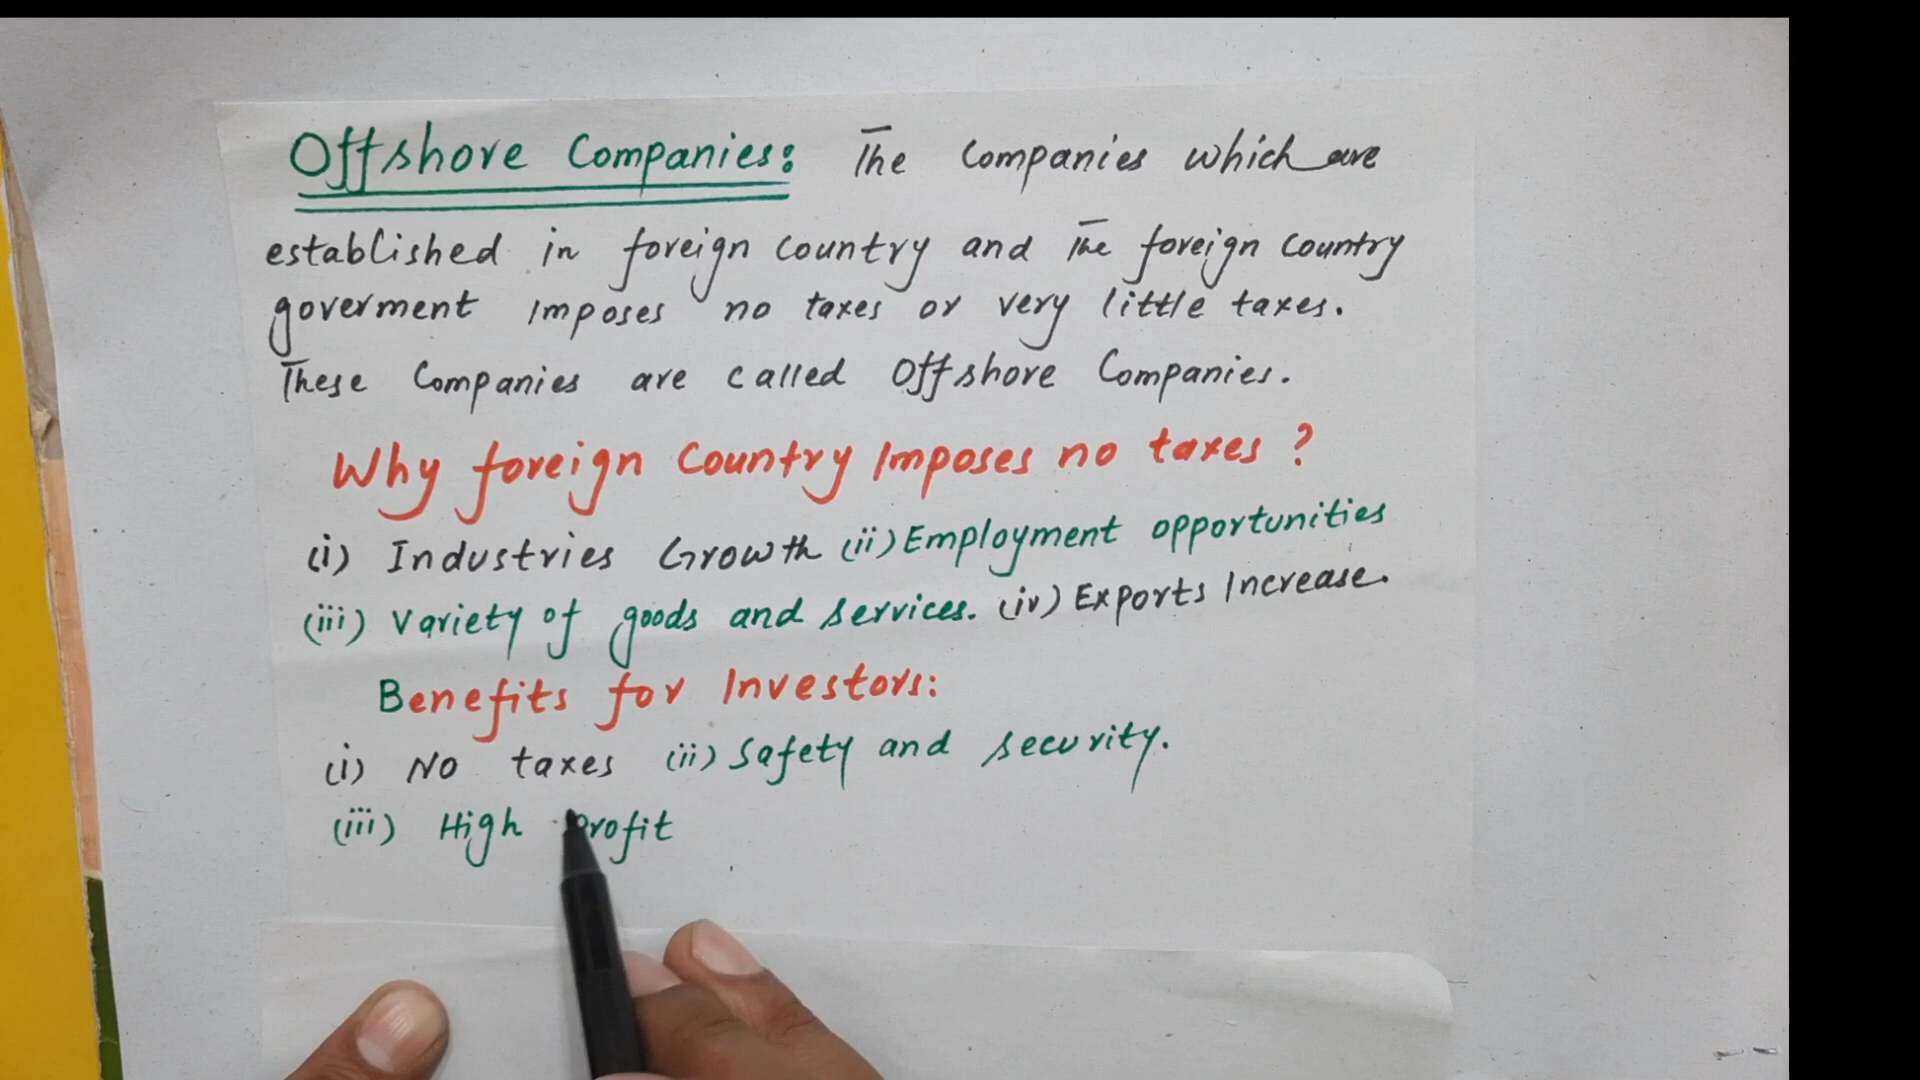 Offshore Companies: The Companies which are
established in foreign country and the foreign country
goverment imposes no taxes or very little taxes.
These Companies are called Offshore Companies.
Why foreign Country Imposes no taxes ?
(i) Industries Growth (ii) Employment opportunities
(iii) Variety of goods and services. (iv) Exports Increase.
Benefits for Investors:
(i) No taxes (ii) Safety and security.
(iii) High Profit